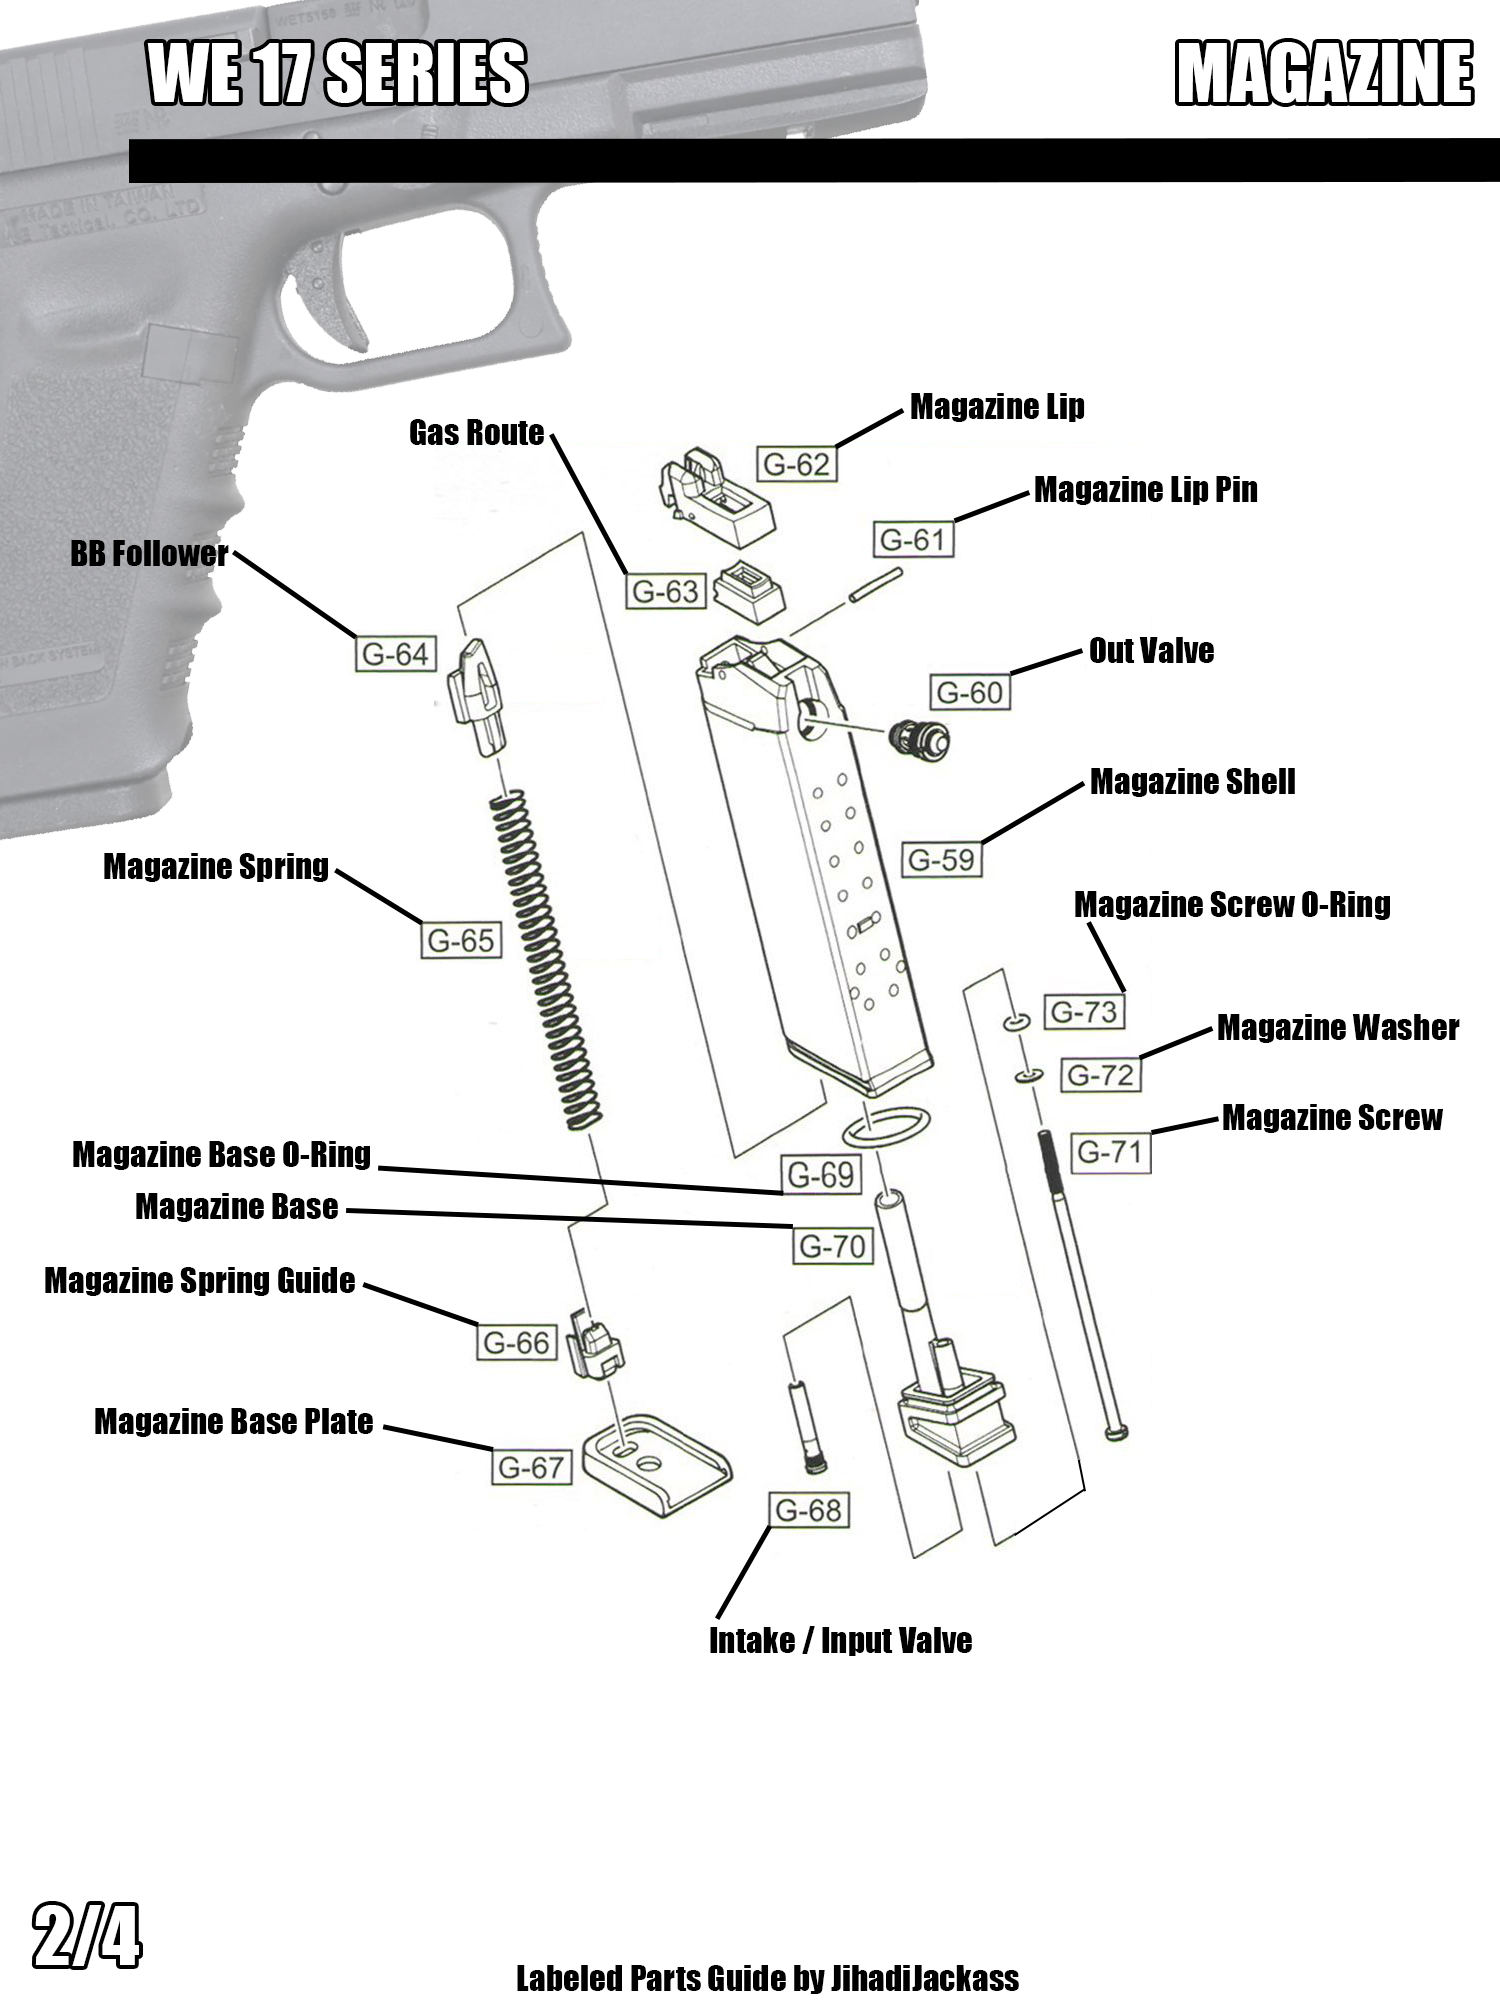 WE 17 SERIES
MAGAZINE
MADE IN TAIWAN
Magazine Lip
Gas Route
G-62
Magazine Lip Pin
G-61
BB Follower
G-63
G-64
Out Valve
G-60
Magazine Shell
G-59
Magazine Spring
G-65
Magazine Screw O-Ring
G-73
Magazine Washer
G-72
Magazine Screw
G-71
Magazine Base O-Ring
G-69
Magazine Base
G-70
Magazine Spring Guide
G-66
Magazine Base Plate
G-67
G-68
Intake / Input Valve
2/4
Labeled Parts Guide by JihadiJackass